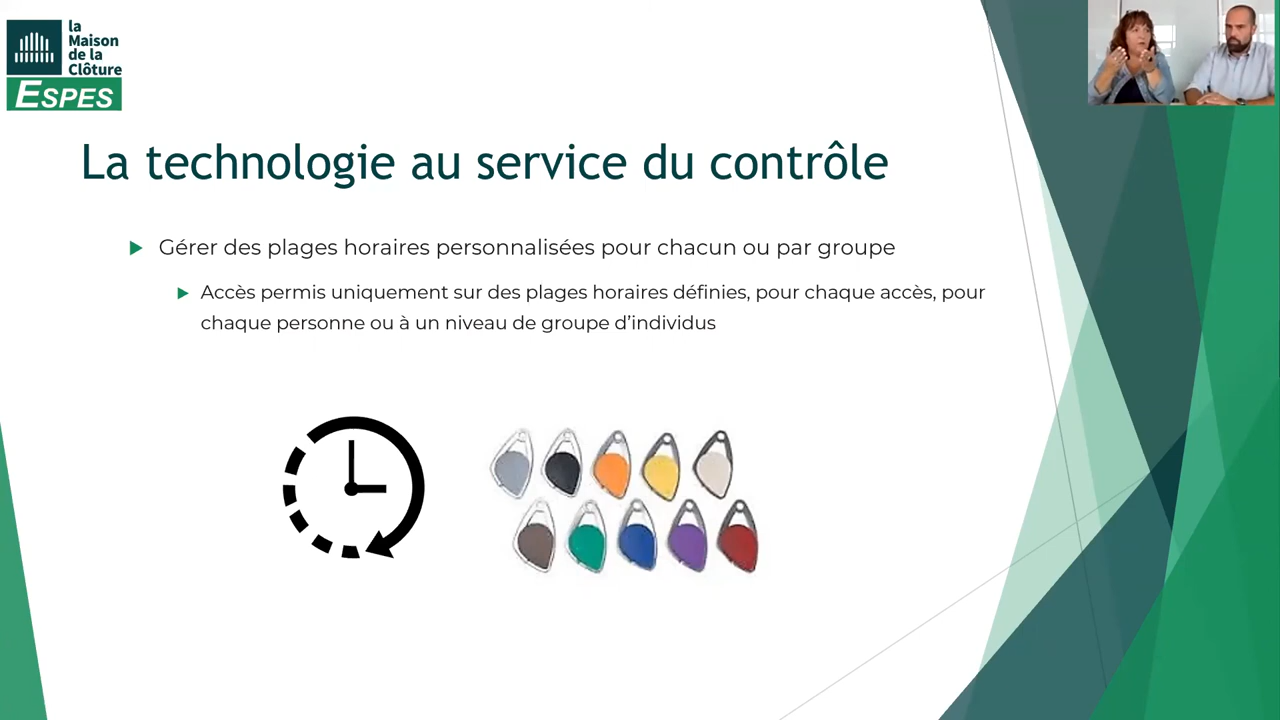 la
Maison
de la
Clôture
ESPES
La technologie au service du contrôle
Gérer des plages horaires personnalisées pour chacun ou par groupe
Accès permis uniquement sur des plages horaires définies, pour chaque accès, pour
chaque personne ou à un niveau de groupe d’individus